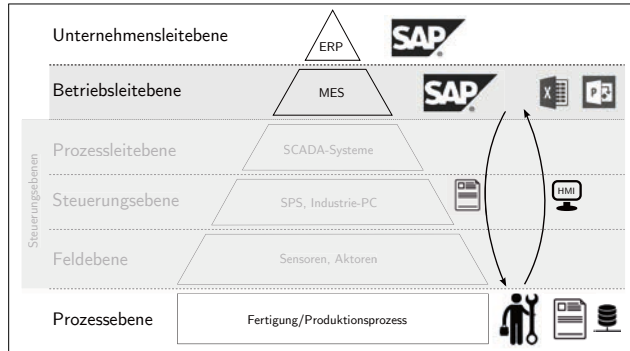 Unternehmensleitebene
ERP
SAP
Betriebsleitebene
MES
SAP
X
P
Steuerungsebenen
Prozessleitebene
SCADA-Systeme
Steuerungsebene
SPS, Industrie-PC
HMI
Feldebene
Sensoren, Aktoren
Prozessebene
Fertigung/Produktionsprozess